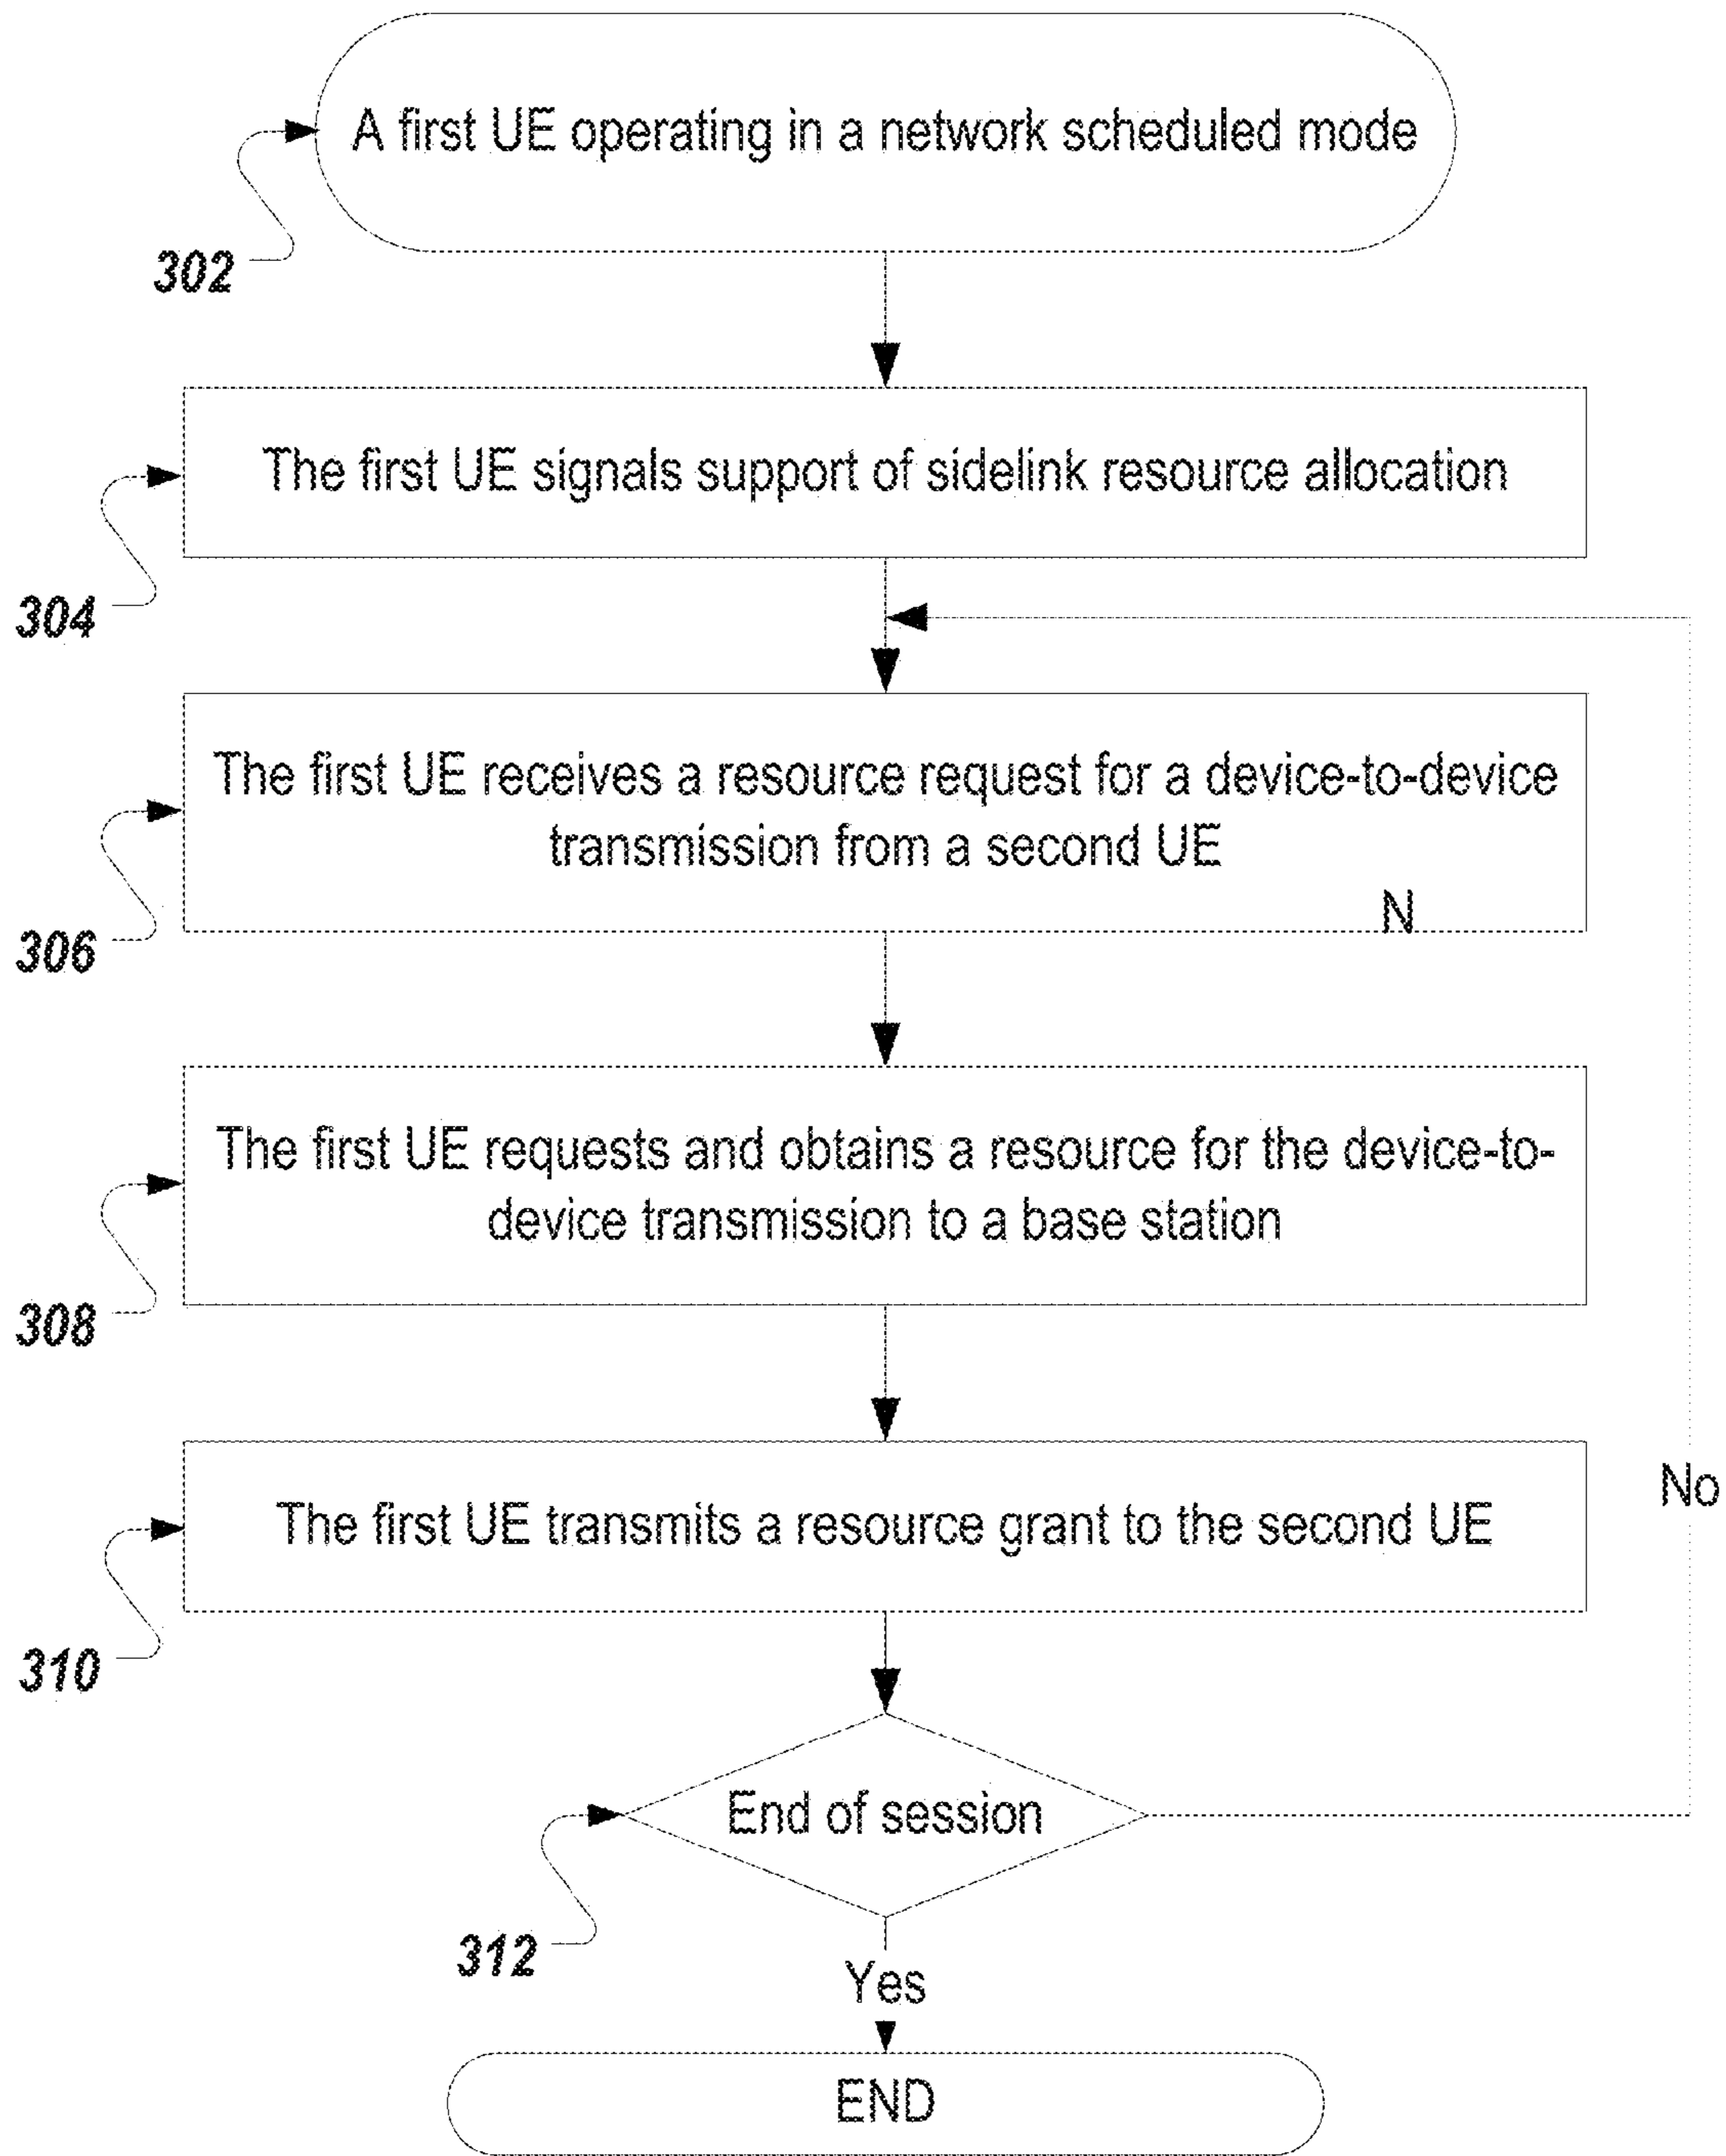 A first UE operating in a network scheduled mode
302
The first UE signals support of sidelink resource allocation
304
The first UE receives a resource request for a device-to-device
transmission from a second UE
N
306
The first UE requests and obtains a resource for the device-to-
device transmission to a base station
308
The first UE transmits a resource grant to the second UE
No
310
End of session
312
Yes
END